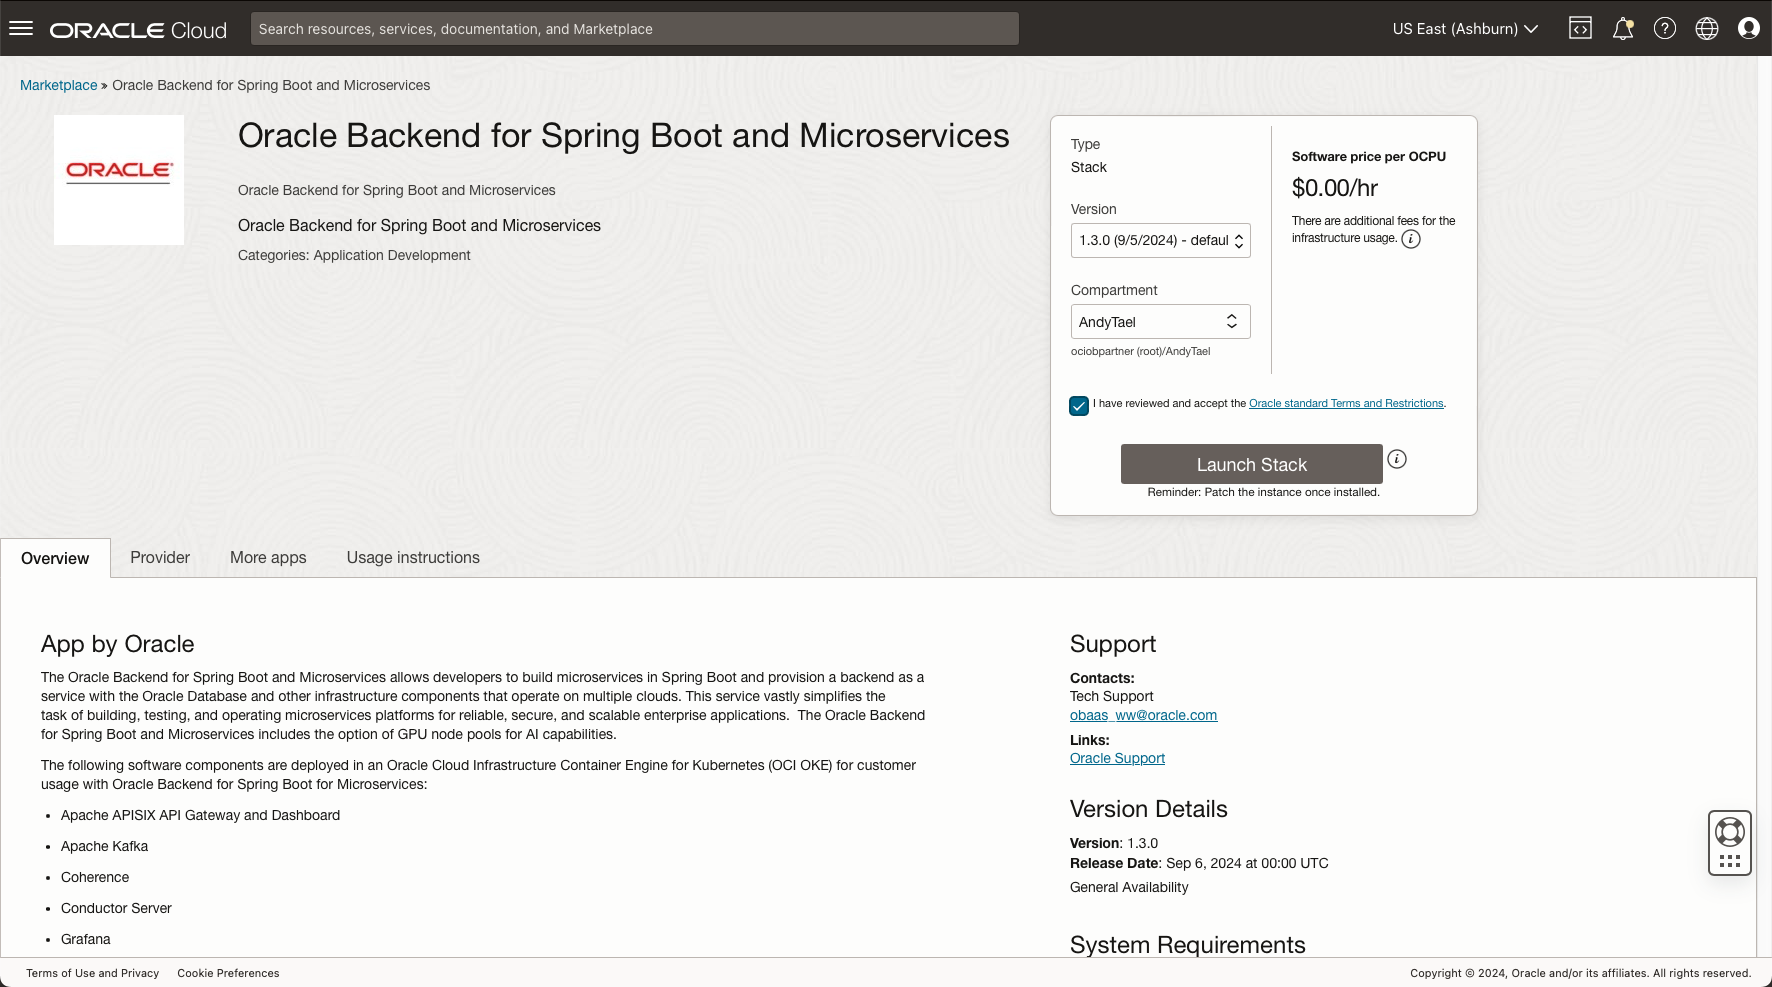 ORACLE Cloud
Search resources, services, documentation, and Marketplace
US East (Ashburn)
Marketplace » Oracle Backend for Spring Boot and Microservices
ORACLE
Oracle Backend for Spring Boot and Microservices
Oracle Backend for Spring Boot and Microservices
Oracle Backend for Spring Boot and Microservices
Categories: Application Development
Type
Stack
Version
1.3.0 (9/5/2024) - defaul
Compartment
AndyTael
ociobpartner (root)/AndyTael
Software price per OCPU
$0.00/hr
There are additional fees for the
infrastructure usage.
I have reviewed and accept the Oracle standard Terms and Restrictions.
Launch Stack
Reminder: Patch the instance once installed.
Overview
Provider
More apps
Usage instructions
App by Oracle
The Oracle Backend for Spring Boot and Microservices allows developers to build microservices in Spring Boot and provision a backend as a
service with the Oracle Database and other infrastructure components that operate on multiple clouds. This service vastly simplifies the
task of building, testing, and operating microservices platforms for reliable, secure, and scalable enterprise applications.  The Oracle Backend
for Spring Boot and Microservices includes the option of GPU node pools for AI capabilities.
The following software components are deployed in an Oracle Cloud Infrastructure Container Engine for Kubernetes (OCI OKE) for customer
usage with Oracle Backend for Spring Boot for Microservices:
• Apache APISIX API Gateway and Dashboard
• Apache Kafka
• Coherence
• Conductor Server
• Grafana
Support
Contacts:
Tech Support
obaas_ww@oracle.com
Links:
Oracle Support
Version Details
Version: 1.3.0
Release Date: Sep 6, 2024 at 00:00 UTC
General Availability
System Requirements
Terms of Use and Privacy
Cookie Preferences
Copyright © 2024, Oracle and/or its affiliates. All rights reserved.